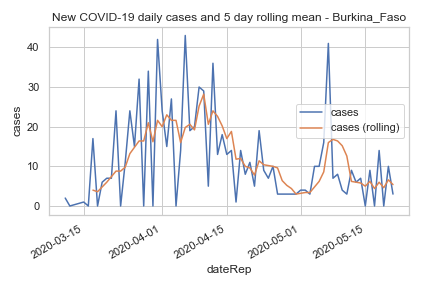 New COVID-19 daily cases and 5 day rolling mean - Burkina_Faso
40
30
20
10
0
cases
cases
cases (rolling)
2020-03-15
2020-04-01
2020-04-15
2020-05-01
2020-05-15
dateRep